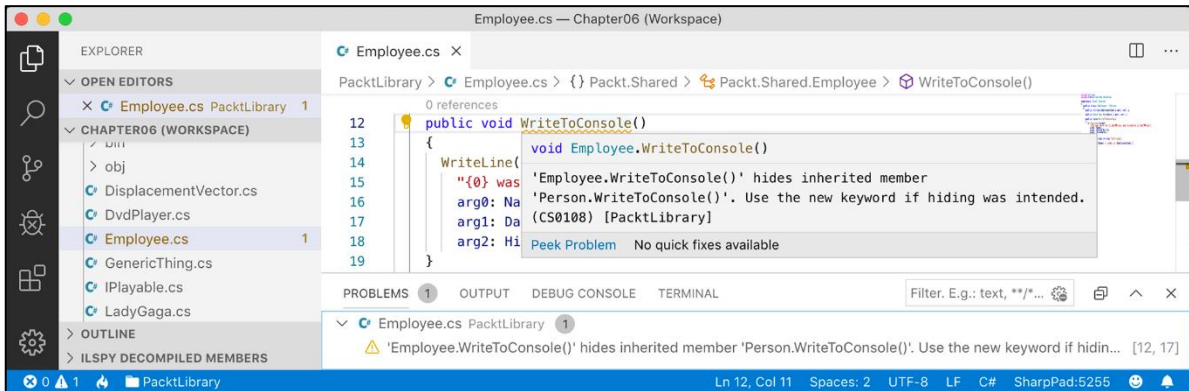 Employee.cs — Chapter06 (Workspace)
EXPLORER
OPEN EDITORS
Employee.cs PacktLibrary 1
CHAPTER06 (WORKSPACE)
bin
obj
DisplacementVector.cs
DvdPlayer.cs
Employee.cs 1
GenericThing.cs
IPlayable.cs
LadyGaga.cs
OUTLINE
ILSPY DECOMPILED MEMBERS
Employee.cs
PacktLibrary > Employee.cs > {} Packt.Shared > Packt.Shared.Employee > WriteToConsole()
0 references
12 public void WriteToConsole()
13 {
14 WriteLine(
15 "{0} was
16 arg0: Na
17 arg1: Da
18 arg2: Hi
19 }
void Employee.WriteToConsole()
'Employee.WriteToConsole()' hides inherited member
'Person.WriteToConsole()'. Use the new keyword if hiding was intended.
(CS0108) [PacktLibrary]
Peek Problem No quick fixes available
PROBLEMS 1 OUTPUT DEBUG CONSOLE TERMINAL Filter. E.g.: text, **/*...
Employee.cs PacktLibrary 1
'Employee.WriteToConsole()' hides inherited member 'Person.WriteToConsole()'. Use the new keyword if hidin... [12, 17]
0 1 PacktLibrary Ln 12, Col 11 Spaces: 2 UTF-8 LF C# SharpPad:5255